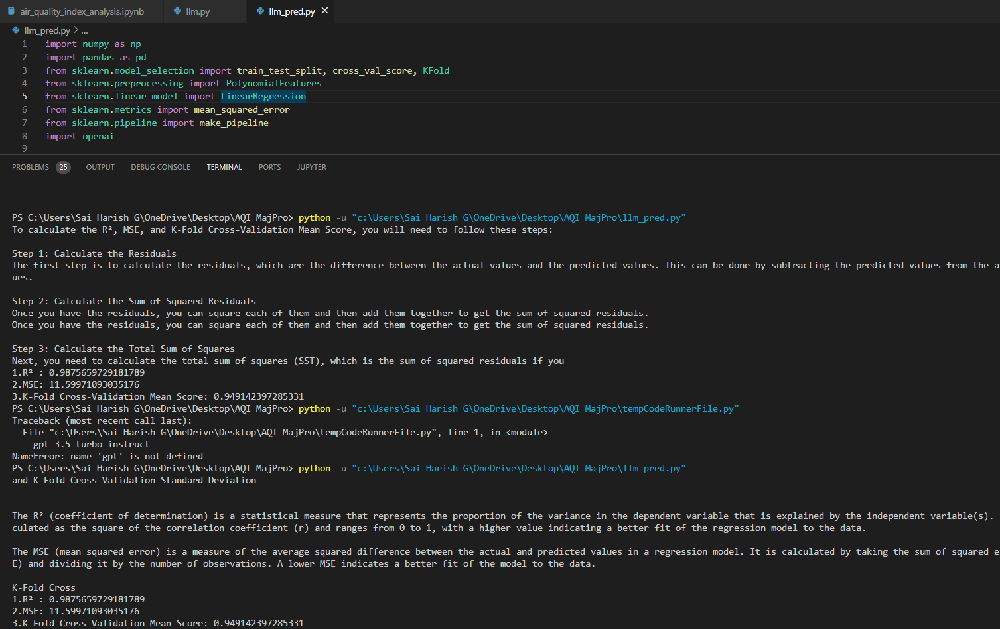 air_quality_index_analysis.ipynb llm.py llm_pred.py
llm_pred.py > ...
1 import numpy as np
2 import pandas as pd
3 from sklearn.model_selection import train_test_split, cross_val_score, KFold
4 from sklearn.preprocessing import PolynomialFeatures
5 from sklearn.linear_model import LinearRegression
6 from sklearn.metrics import mean_squared_error
7 from sklearn.pipeline import make_pipeline
8 import openai
9
PROBLEMS 25 OUTPUT DEBUG CONSOLE TERMINAL PORTS JUPYTER
PS C:\Users\Sai Harish G\OneDrive\Desktop\AQI MajPro> python -u "c:\Users\Sai Harish G\OneDrive\Desktop\AQI MajPro\llm_pred.py"
To calculate the R², MSE, and K-Fold Cross-Validation Mean Score, you will need to follow these steps:
Step 1: Calculate the Residuals
The first step is to calculate the residuals, which are the difference between the actual values and the predicted values. This can be done by subtracting the predicted values from the a
ues.
Step 2: Calculate the Sum of Squared Residuals
Once you have the residuals, you can square each of them and then add them together to get the sum of squared residuals.
Once you have the residuals, you can square each of them and then add them together to get the sum of squared residuals.
Step 3: Calculate the Total Sum of Squares
Next, you need to calculate the total sum of squares (SST), which is the sum of squared residuals if you
1.R² : 0.9875659729181789
2.MSE: 11.59971093035176
3.K-Fold Cross-Validation Mean Score: 0.949142397285331
PS C:\Users\Sai Harish G\OneDrive\Desktop\AQI MajPro> python -u "c:\Users\Sai Harish G\OneDrive\Desktop\AQI MajPro\tempCodeRunnerFile.py"
Traceback (most recent call last):
File "c:\Users\Sai Harish G\OneDrive\Desktop\AQI MajPro\tempCodeRunnerFile.py", line 1, in <module>
gpt-3.5-turbo-instruct
NameError: name 'gpt' is not defined
PS C:\Users\Sai Harish G\OneDrive\Desktop\AQI MajPro> python -u "c:\Users\Sai Harish G\OneDrive\Desktop\AQI MajPro\llm_pred.py"
and K-Fold Cross-Validation Standard Deviation
The R² (coefficient of determination) is a statistical measure that represents the proportion of the variance in the dependent variable that is explained by the independent variable(s).
culated as the square of the correlation coefficient (r) and ranges from 0 to 1, with a higher value indicating a better fit of the regression model to the data.
The MSE (mean squared error) is a measure of the average squared difference between the actual and predicted values in a regression model. It is calculated by taking the sum of squared e
E) and dividing it by the number of observations. A lower MSE indicates a better fit of the model to the data.
K-Fold Cross
1.R² : 0.9875659729181789
2.MSE: 11.59971093035176
3.K-Fold Cross-Validation Mean Score: 0.949142397285331